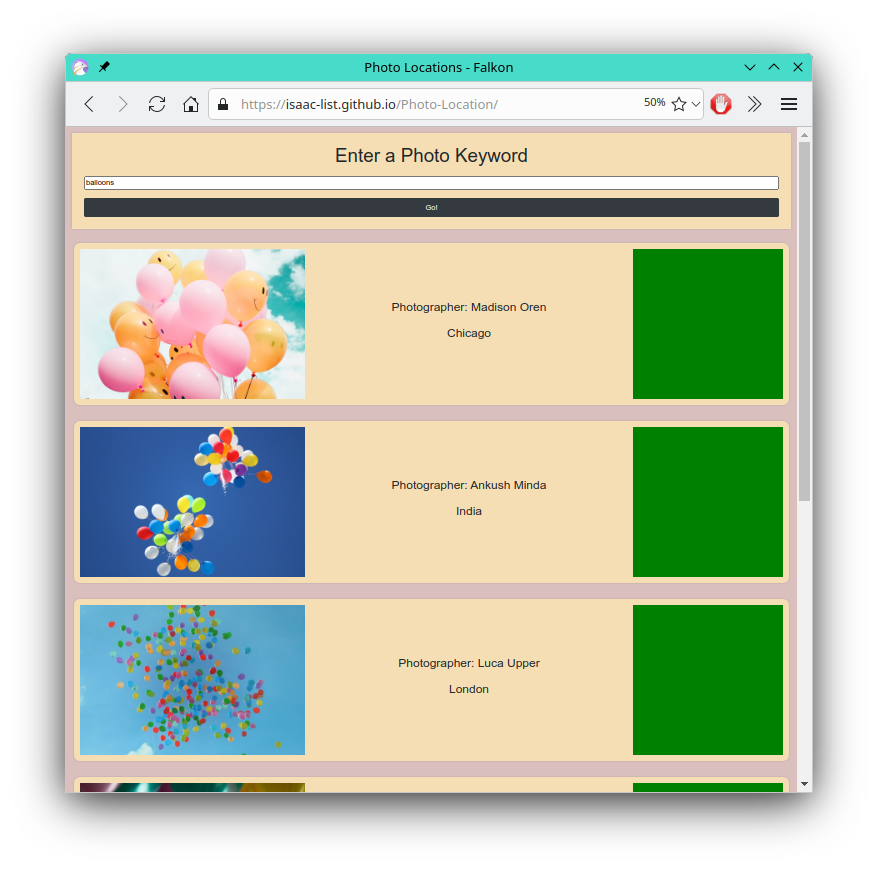 Photo Locations - Falkon
https://isaac-list.github.io/Photo-Location/
50%
Enter a Photo Keyword
balloons
Go!
Photographer: Madison Oren
Chicago
Photographer: Ankush Minda
India
Photographer: Luca Upper
London